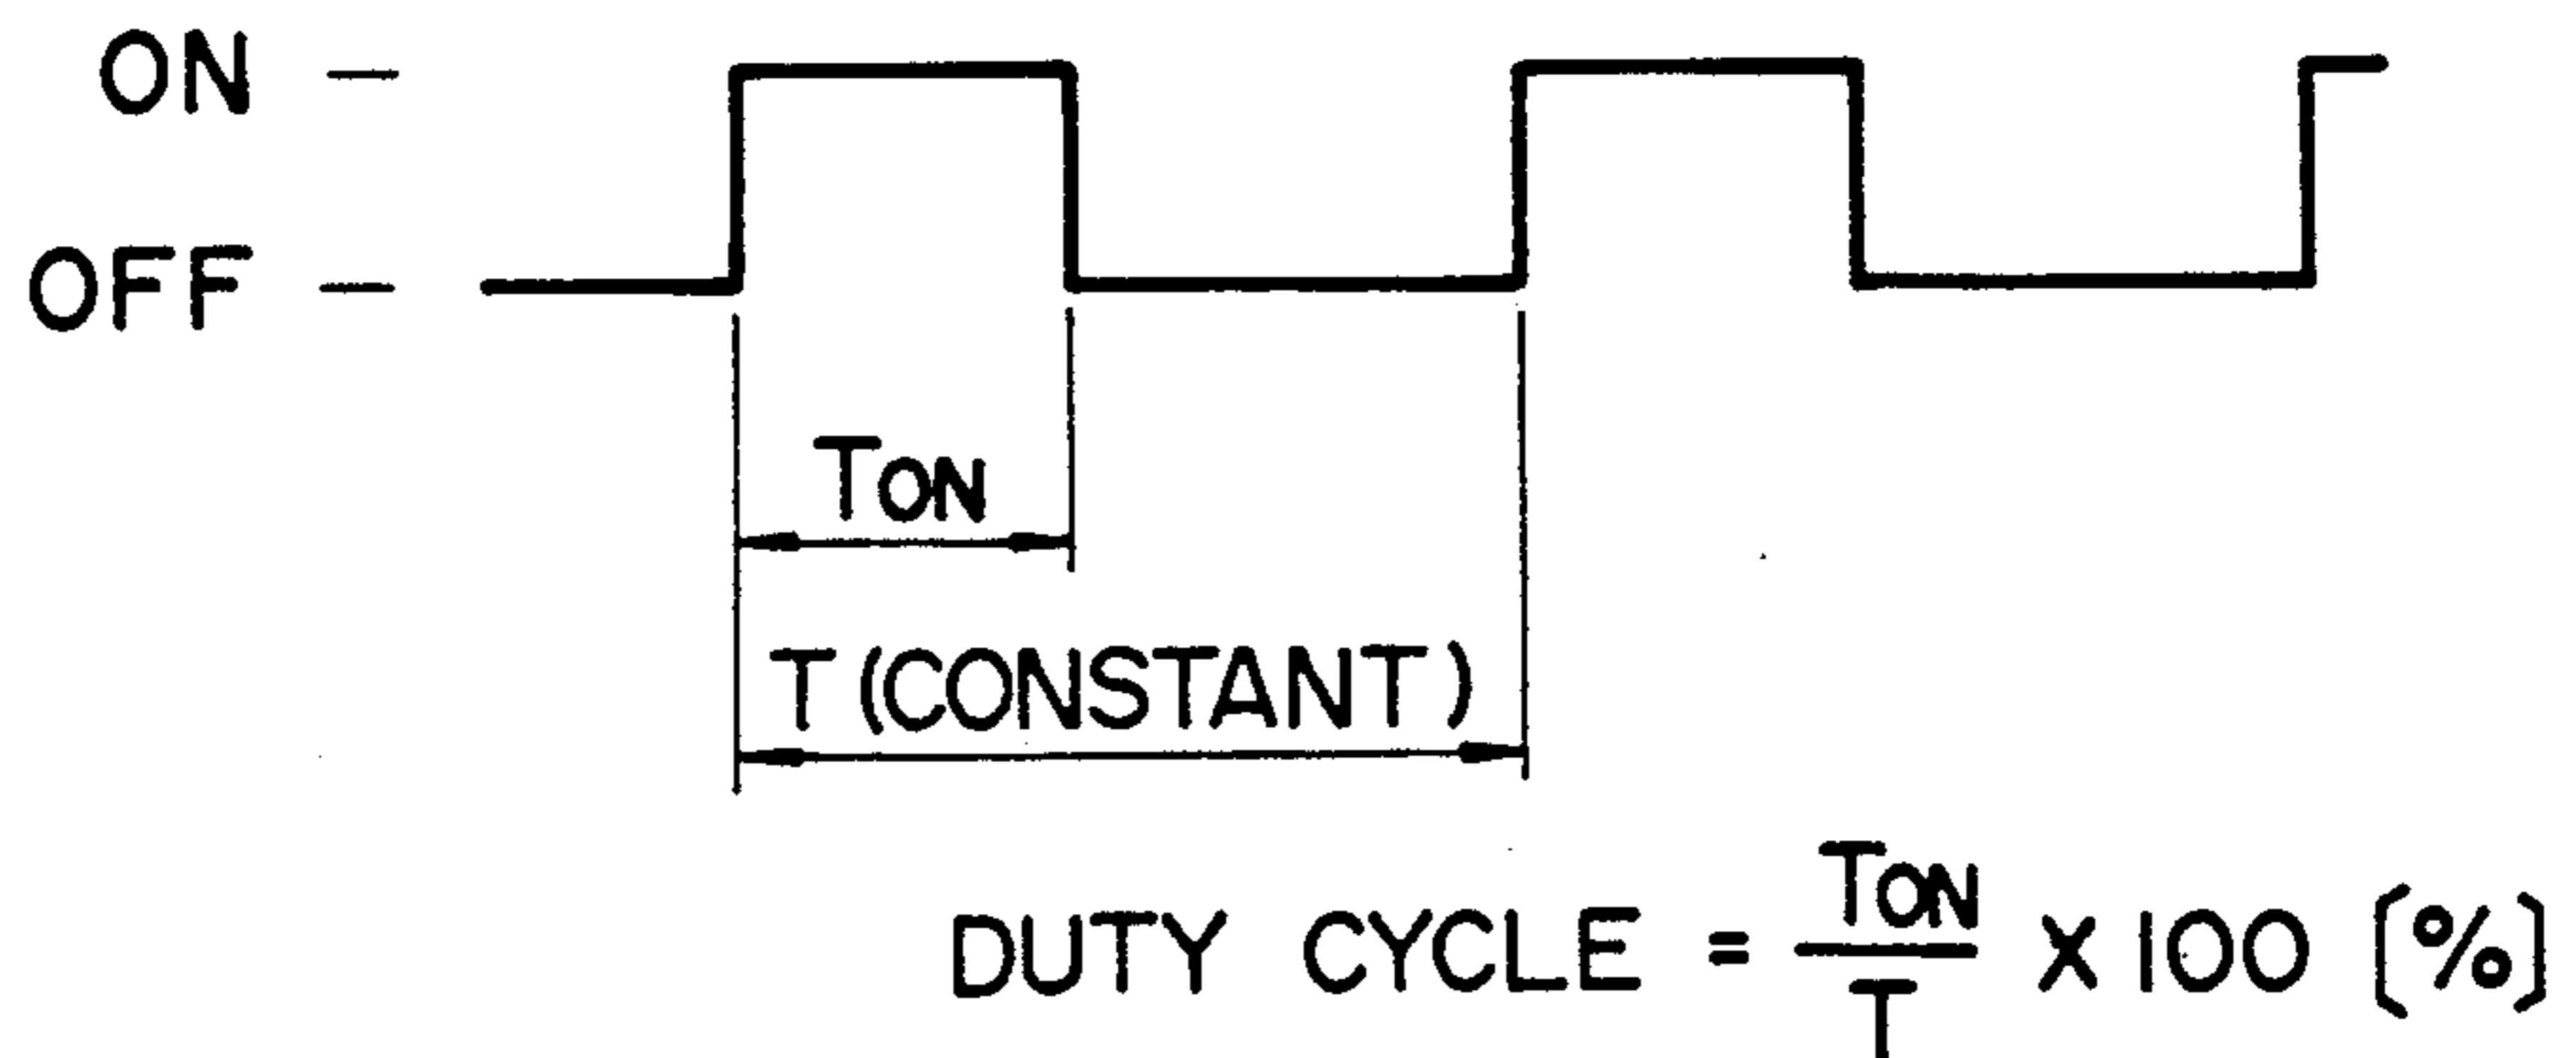 ON
OFF
TON
T (CONSTANT)
DUTY CYCLE = TON/T X 100 [%]